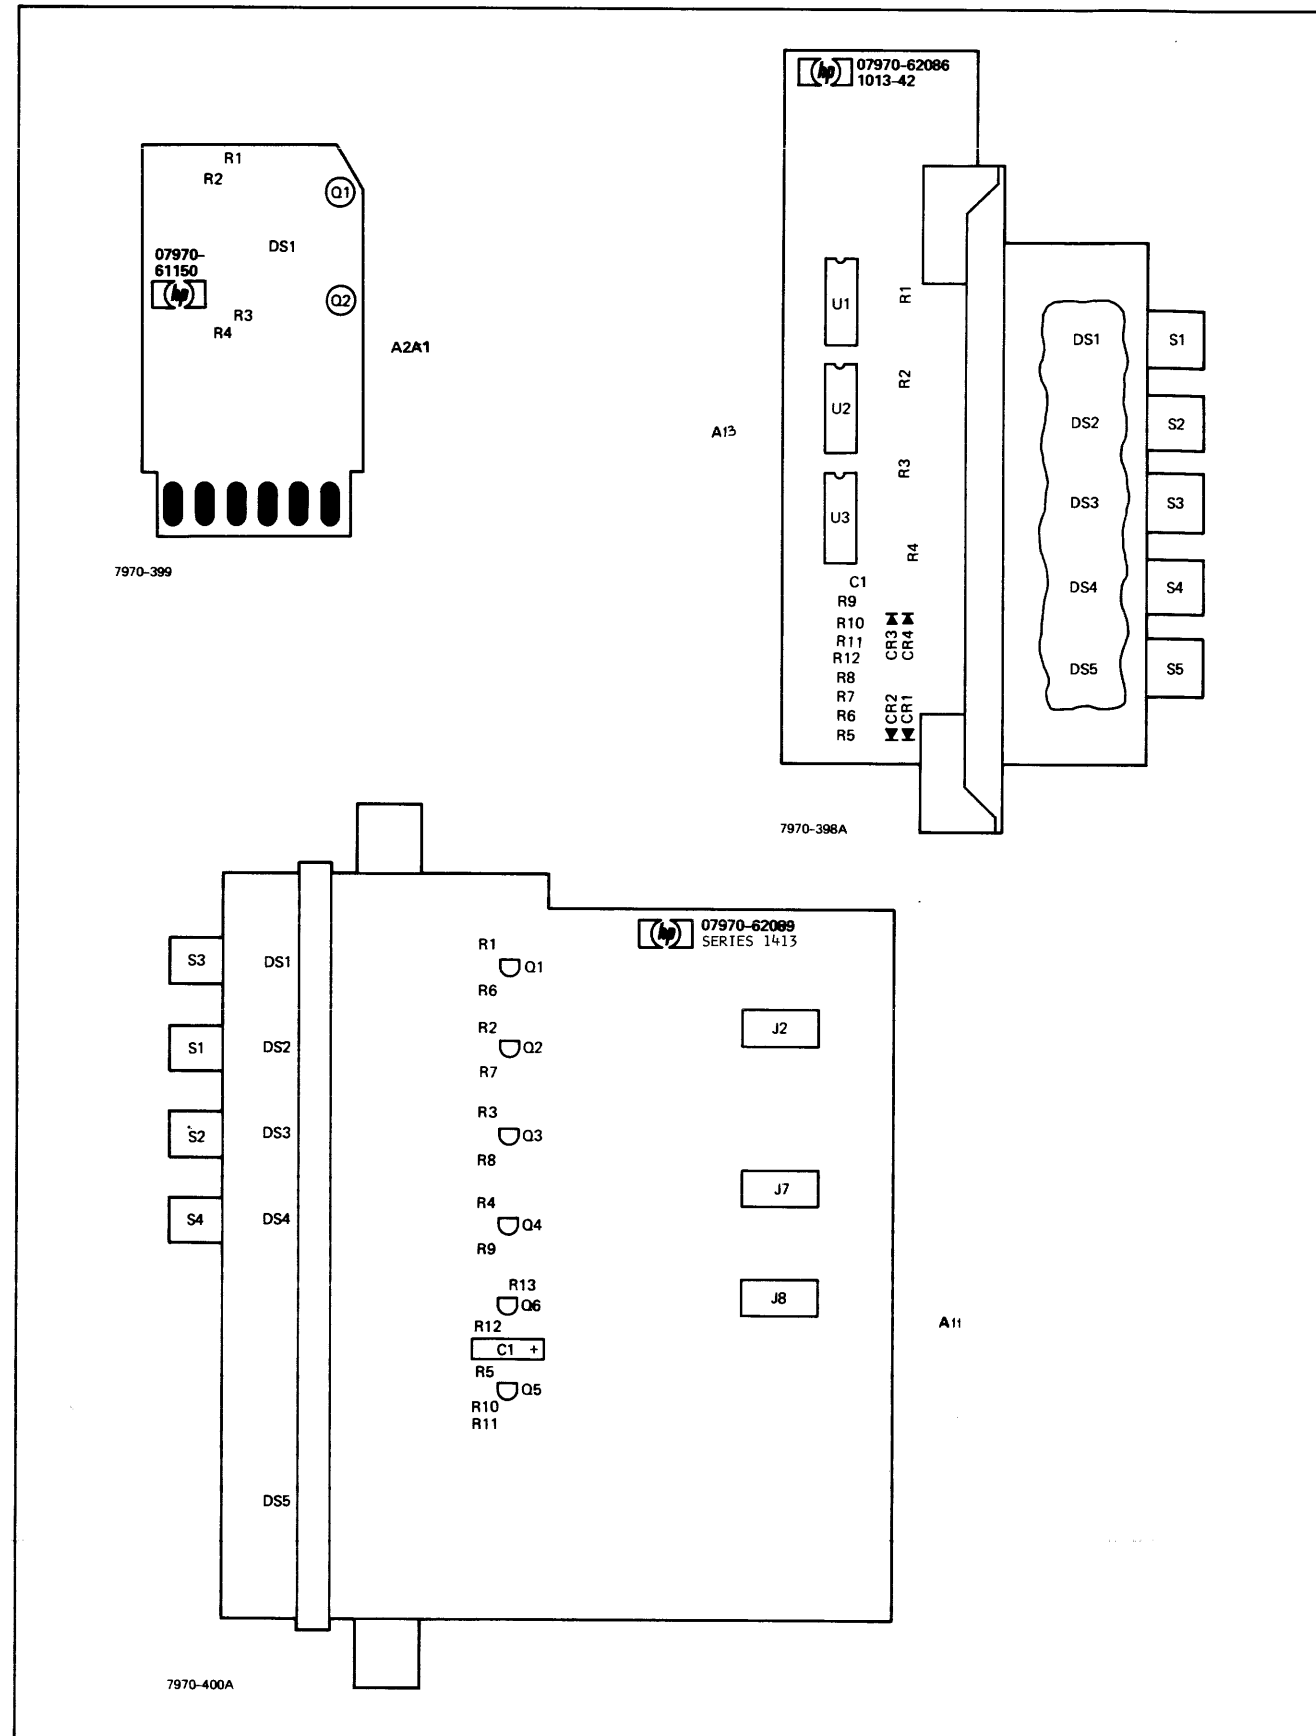 R1
R2
Q1
DS1
07970-
61150
hp
Q2
R3
R4
A2A1
7970-399
hp
07970-62086
1013-42
U1
R1
DS1
S1
U2
R2
DS2
S2
A13
R3
U3
DS3
S3
R4
C1
DS4
S4
R9
R10
R11
R12
CR3
CR4
R8
DS5
S5
R7
R6
R5
CR2
CR1
7970-398A
hp
07970-62089
SERIES 1413
S3
DS1
R1
Q1
R6
J2
S1
DS2
R2
Q2
R7
S2
DS3
R3
Q3
R8
J7
S4
DS4
R4
Q4
R9
R13
Q6
J8
R12
A11
C1 +
R5
Q5
R10
R11
DS5
7970-400A